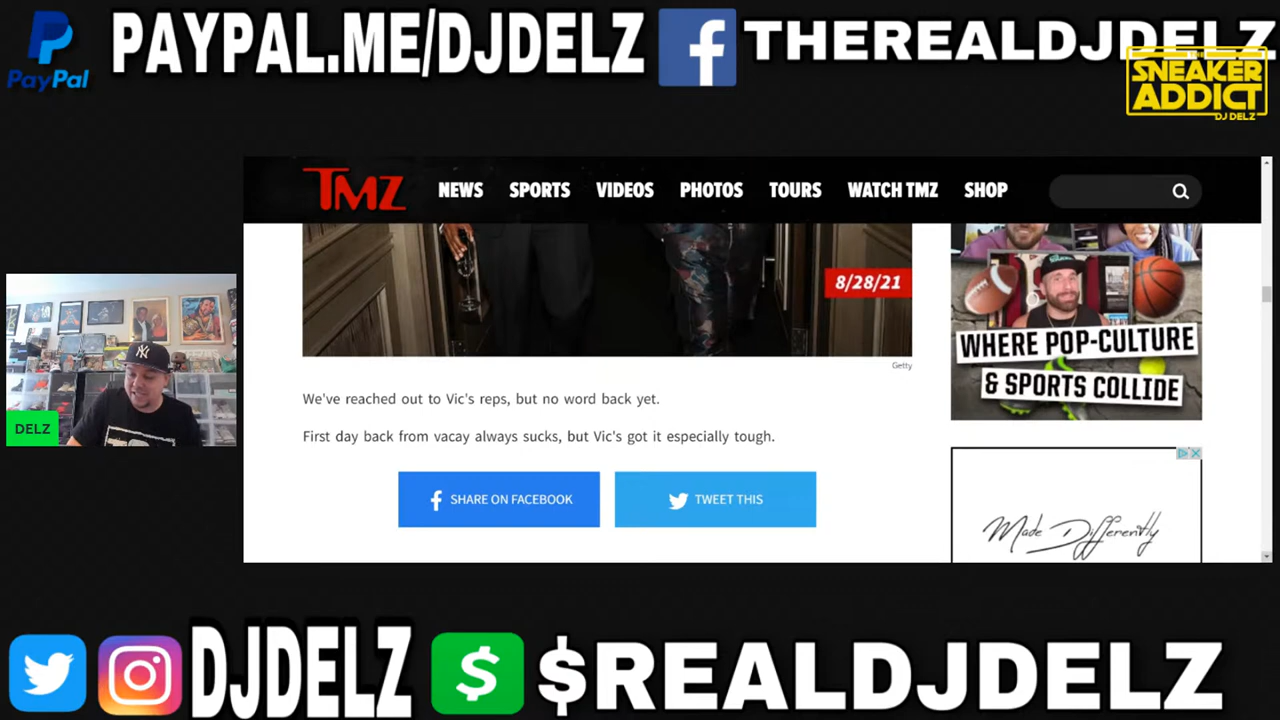 PayPal
PAYPAL.ME/DJDELZ
THEREALDJDELZ
THE
SNEAKER
ADDICT
DJ DELZ
TMZ
NEWS SPORTS VIDEOS PHOTOS TOURS WATCH TMZ SHOP
8/28/21
Getty
WHERE POP-CULTURE
& SPORTS COLLIDE
We've reached out to Vic's reps, but no word back yet.
First day back from vacay always sucks, but Vic's got it especially tough.
DELZ
SHARE ON FACEBOOK
TWEET THIS
Made Differently
DJDELZ
$REALDJDELZ